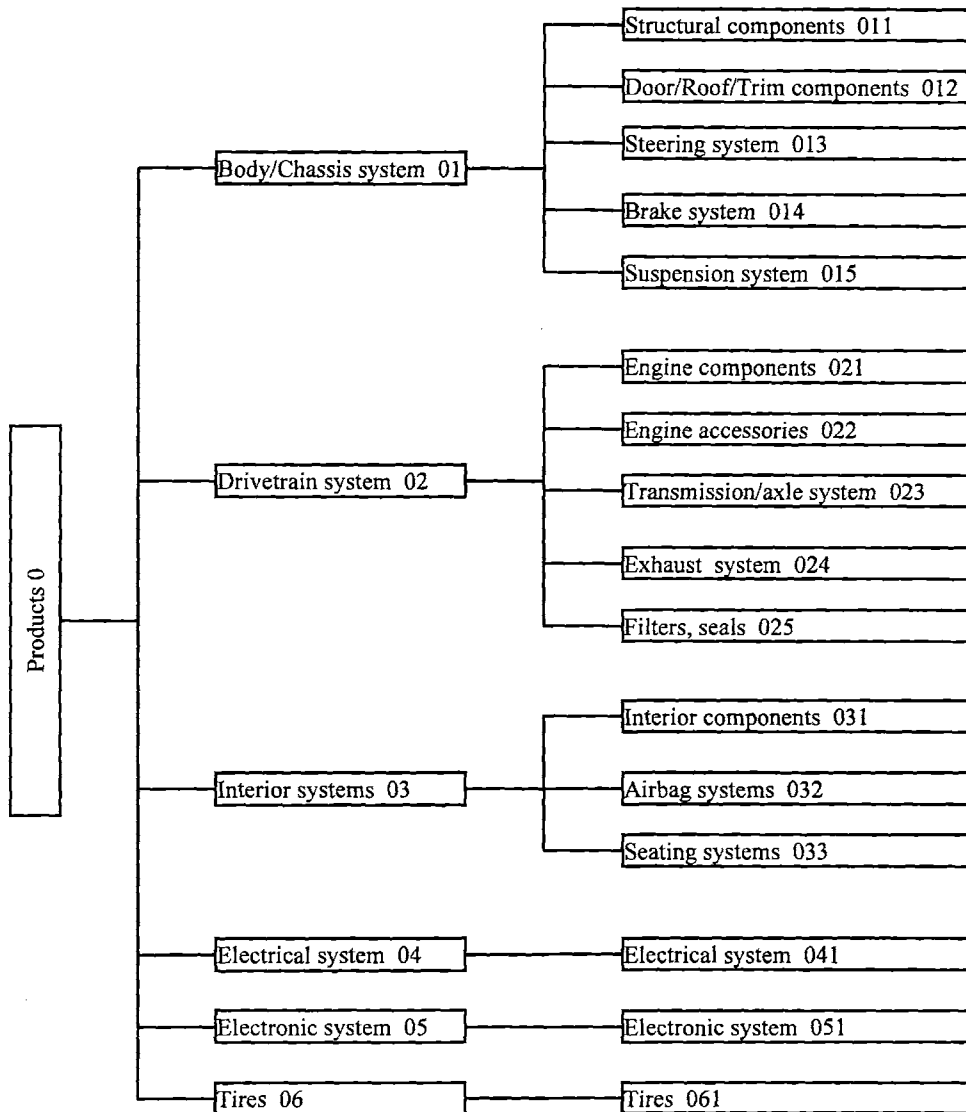 Structural components 011
Door/Roof/Trim components 012
Steering system 013
Body/Chassis system 01
Brake system 014
Suspension system 015
Engine components 021
Engine accessories 022
Drivetrain system 02
Transmission/axle system 023
Exhaust system 024
Products 0
Filters, seals 025
Interior components 031
Interior systems 03
Airbag systems 032
Seating systems 033
Electrical system 04
Electrical system 041
Electronic system 05
Electronic system 051
Tires 06
Tires 061